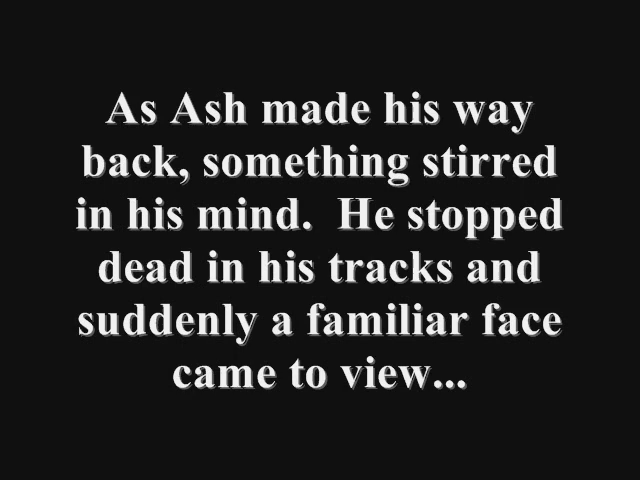 As Ash made his way
back, something stirred
in his mind.  He stopped
dead in his tracks and
suddenly a familiar face
came to view...